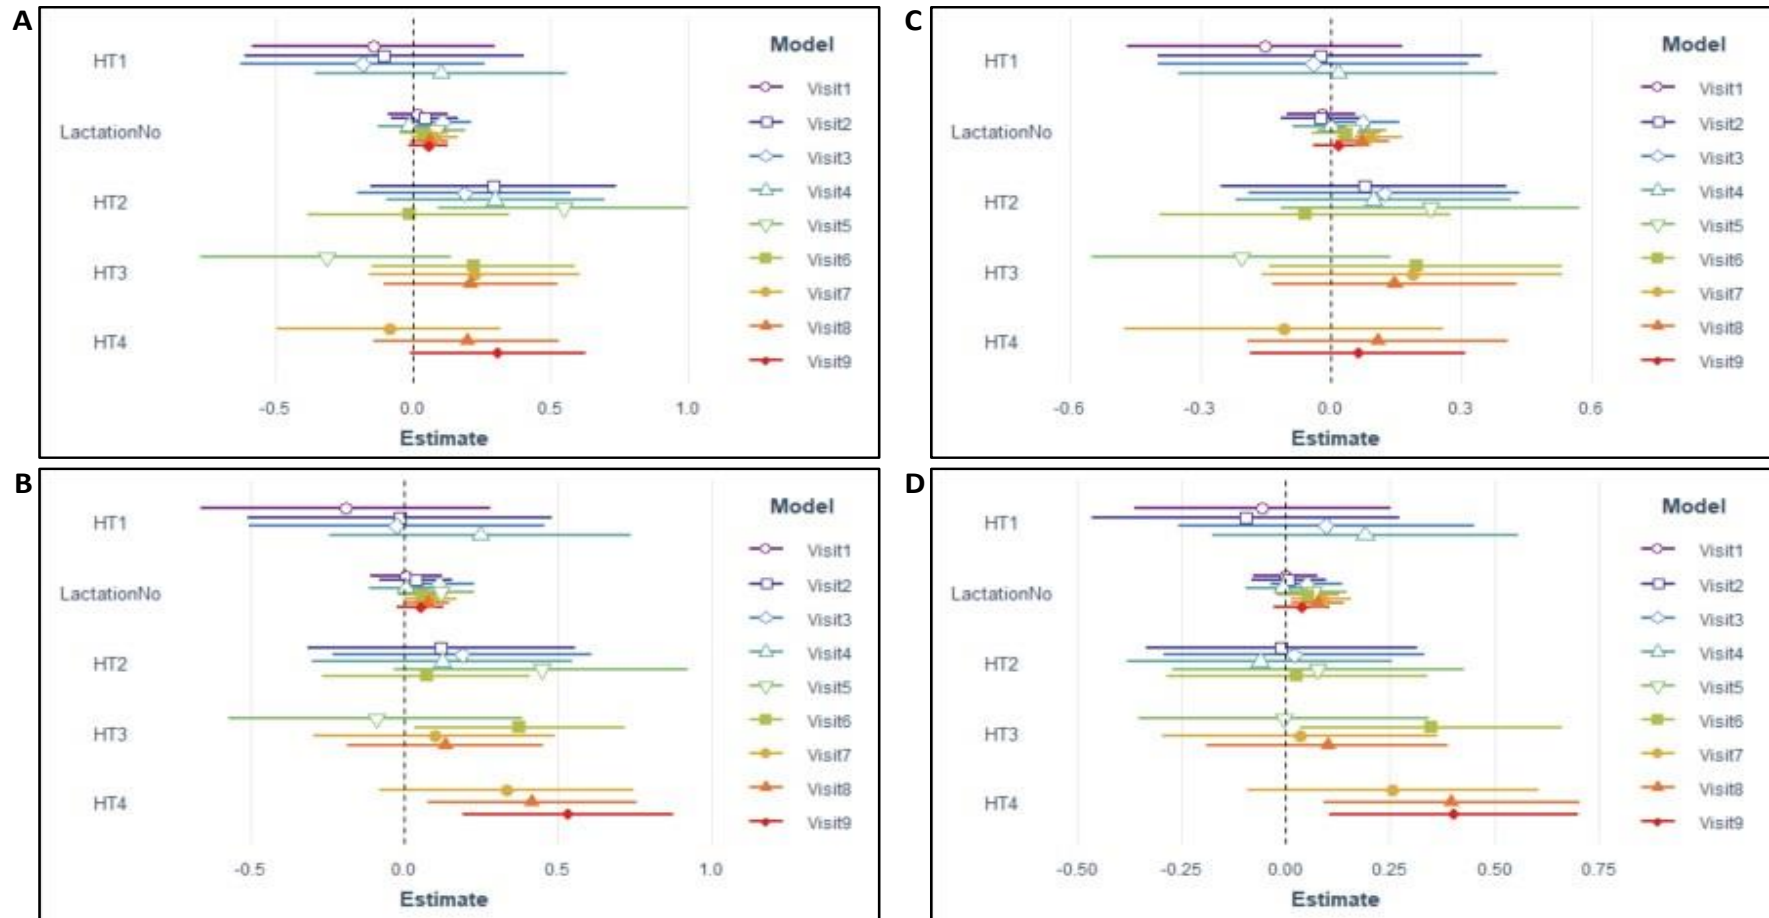 A
Model
HT1
Visit1
Visit2
LactationNo
Visit3
Visit4
HT2
Visit5
Visit6
HT3
Visit7
Visit8
HT4
Visit9
-0.5 0.0 0.5 1.0
Estimate
C
Model
HT1
Visit1
Visit2
LactationNo
Visit3
Visit4
HT2
Visit5
Visit6
HT3
Visit7
Visit8
HT4
Visit9
-0.6 -0.3 0.0 0.3 0.6
Estimate
B
Model
HT1
Visit1
Visit2
LactationNo
Visit3
Visit4
HT2
Visit5
Visit6
HT3
Visit7
Visit8
HT4
Visit9
-0.5 0.0 0.5 1.0
Estimate
D
Model
HT1
Visit1
Visit2
LactationNo
Visit3
Visit4
HT2
Visit5
Visit6
HT3
Visit7
Visit8
HT4
Visit9
-0.50 -0.25 0.00 0.25 0.50 0.75
Estimate